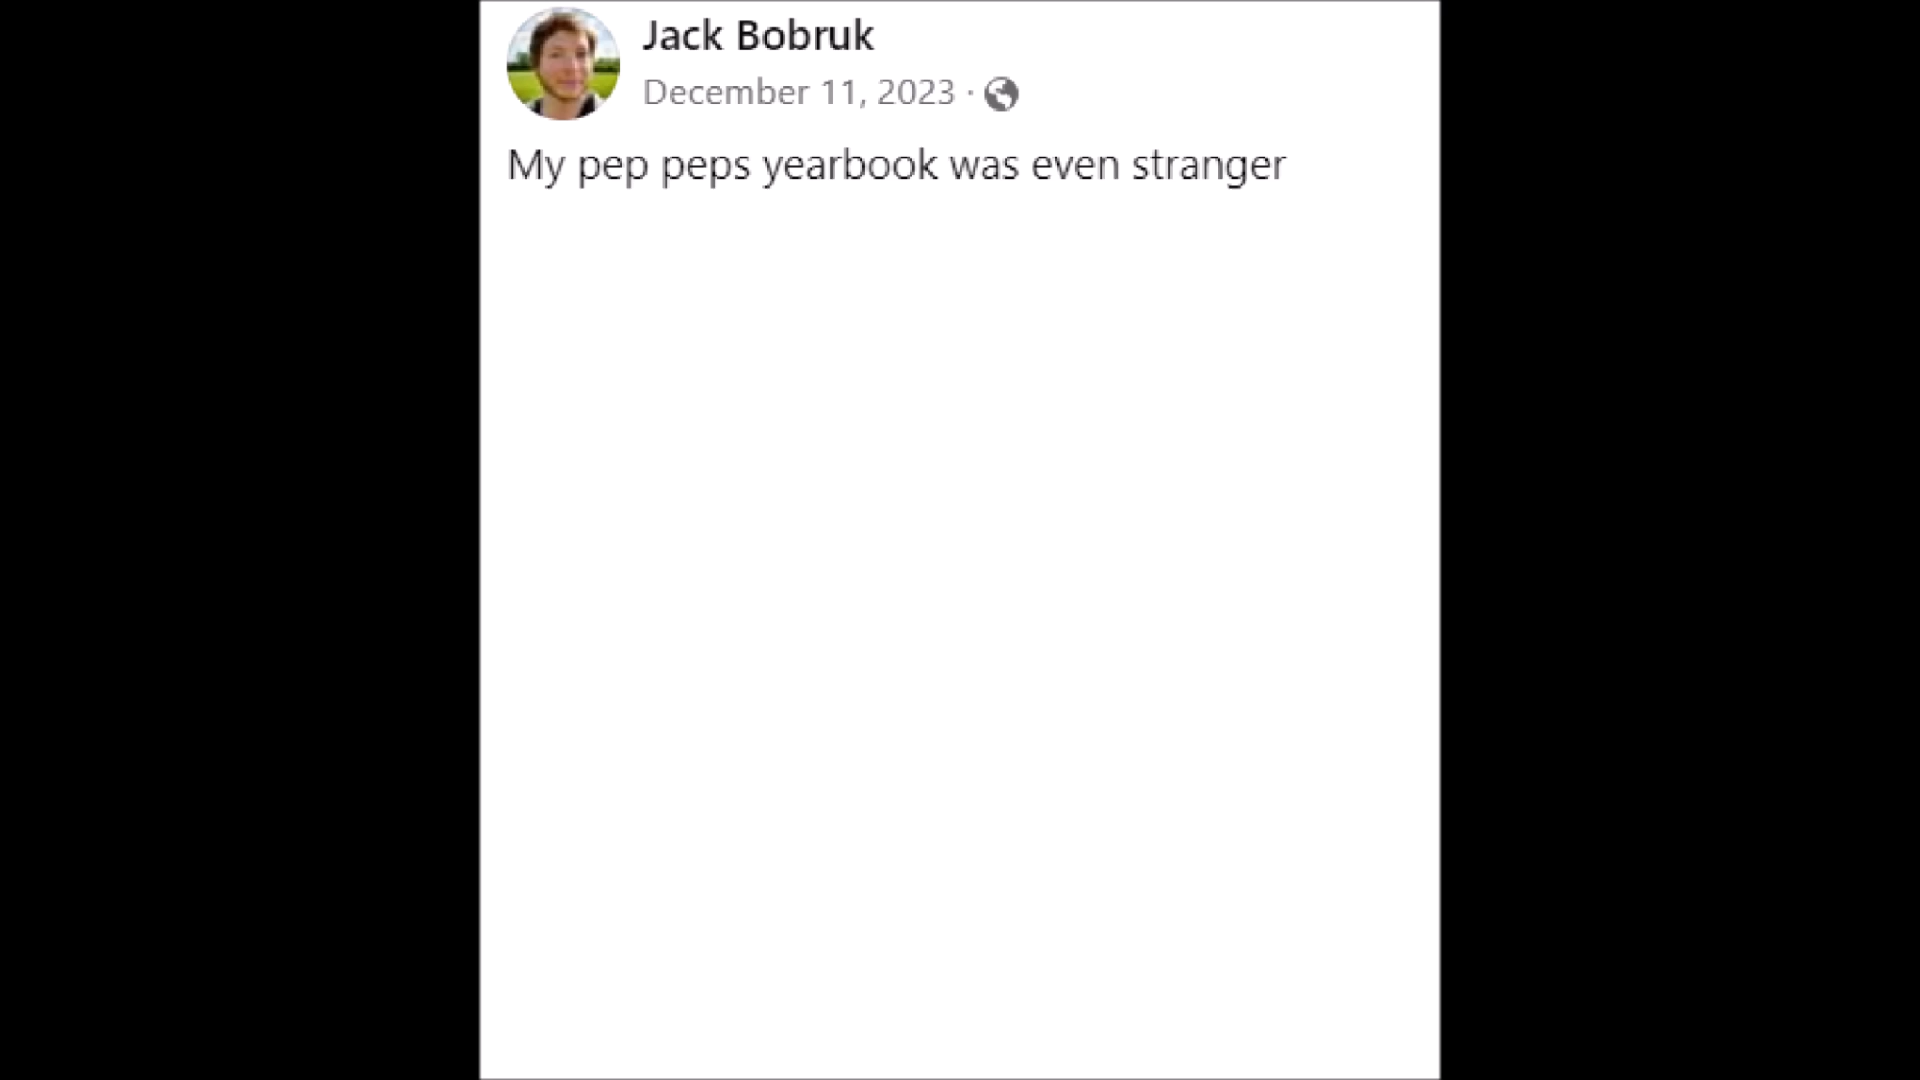 Jack Bobruk
December 11, 2023 ·
My pep peps yearbook was even stranger